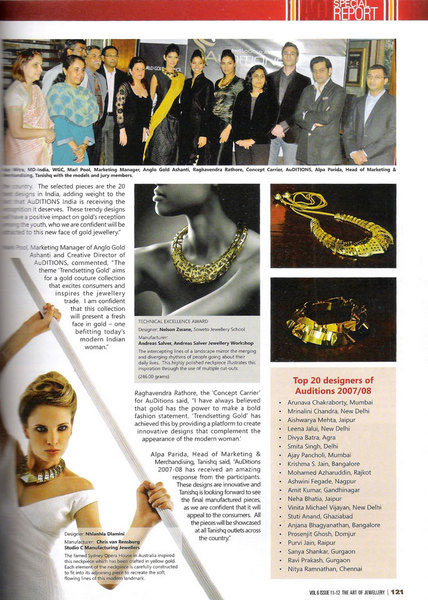 SPECIAL
REPORT
Mitra, MD-India, WGC, Mari Pool, Marketing Manager, Anglo Gold Ashanti, Raghavendra Rathore, Concept Carrier, AuDITIONS, Alpa Parida, Head of Marketing &
Merchandizing, Tanishq with the models and jury members.
country. The selected pieces are the 20
best designs in India, adding weight to the
fact that AuDITIONS India is receiving the
recognition it deserves. These trendy designs
will have a positive impact on gold's reception
among the youth, who we are confident will be
attracted to this new face of gold jewellery."
Pool, Marketing Manager of Anglo Gold
Ashanti and Creative Director of
AuDITIONS, commented, "The
theme 'Trendsetting Gold' aims
for a gold couture collection
that excites consumers and
inspires the jewellery
trade. I am confident
that this collection
will present a fresh
face in gold – one
befitting today's
modern Indian
woman."
TECHNICAL EXCELLENCE AWARD
Designer: Nelson Zwane, Soweto Jewellery School
Manufacturer:
Andreas Salver, Andreas Salver Jewellery Workshop
The intercepting lines of a landscape mirror the merging
and diverging rhythms of people going about their
daily lives. This highly polished neckpiece illustrates this
inspiration through the use of multiple cut-outs.
(246.00 grams)
Raghavendra Rathore, the 'Concept Carrier'
for AuDitions said, "I have always believed
that gold has the power to make a bold
fashion statement. 'Trendsetting Gold' has
achieved this by providing a platform to create
innovative designs that complement the
appearance of the modern woman.'
Alpa Parida, Head of Marketing &
Merchandising, Tanishq said, 'AuDitions
2007-08 has received an amazing
response from the participants.
These designs are innovative and
Tanishq is looking forward to see
the final manufactured pieces,
as we are confident that it will
appeal to the consumers. All
the pieces will be showcased
at all Tanishq outlets across
the country."
Designer: Nhlanhla Dlamini
Manufacturer: Chris van Rensburg
Studio C Manufacturing Jewellers
The famed Sydney Opera House in Australia inspired
this neckpiece which has been crafted in yellow gold.
Each element of the neckpiece is carefully constructed
to fit into its adjoining piece to recreate the soft
flowing lines of this modern landmark.
Top 20 designers of
Auditions 2007/08
• Arunava Chakraborty, Mumbai
• Mrinalini Chandra, New Delhi
• Aishwarya Mehta, Jaipur
• Leena Jalui, New Delhi
• Divya Batra, Agra
• Smita Singh, Delhi
• Ajay Pancholi, Mumbai
• Krishma S. Jain, Bangalore
• Mohamed Azharuddin, Rajkot
• Ashwini Fegade, Nagpur
• Amit Kumar, Gandhinagar
• Neha Bhatia, Jaipur
• Vinita Michael Vijayan, New Delhi
• Stuti Anand, Ghaziabad
• Anjana Bhagyanathan, Bangalore
• Prosenjit Ghosh, Domjur
• Purvi Jain, Raipur
• Sanya Shankar, Gurgaon
• Ravi Prakash, Gurgaon
• Nitya Ramnathan, Chennai
VOL 6 ISSUE 11-12 THE ART OF JEWELLERY | 121